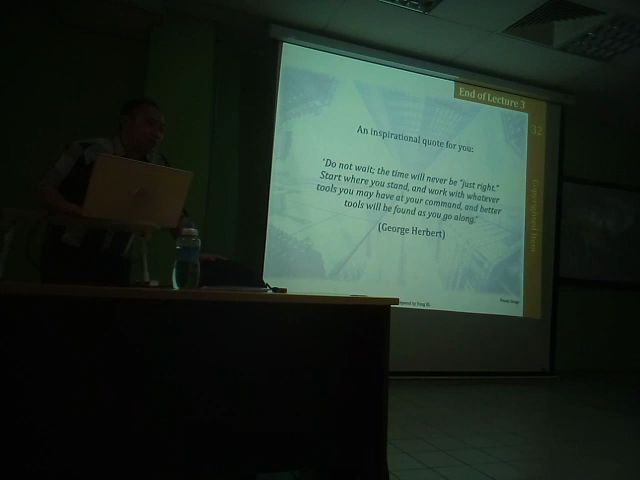 End of Lecture 3
32
An inspirational quote for you:
"Do not wait; the time will never be "just right."
Start where you stand, and work with whatever
tools you may have at your command, and better
tools will be found as you go along."
(George Herbert)